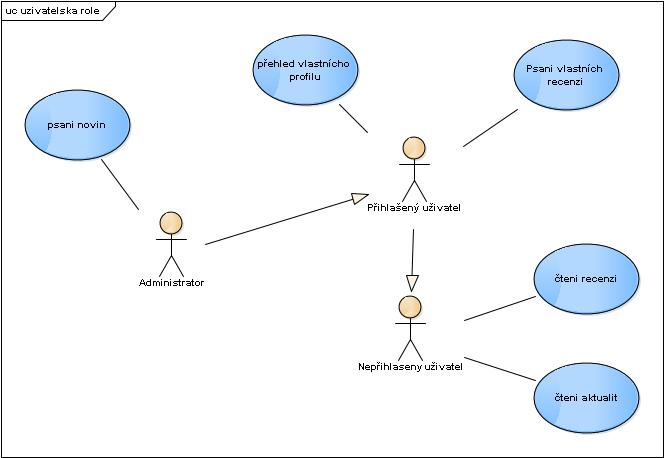 uc uzivatelska role
přehled vlastního
profilu
Psani vlastních
recenzi
psani novin
Přihlašený uživatel
Administrator
čteni recenzi
Nepřihlaseny uživatel
čteni aktualit